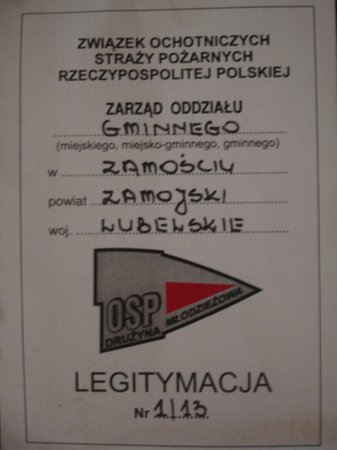 ZWIĄZEK OCHOTNICZYCH
STRAŻY POŻARNYCH
RZECZYPOSPOLITEJ POLSKIEJ
ZARZĄD ODDZIAŁU
GMINNEGO
(miejskiego, miejsko-gminnego, gminnego)
w ZAMOŚCIU
powiat ZAMOJSKI
woj. LUBELSKIE
OSP
DRUŻYNA MŁODZIEŻOWA
LEGITYMACJA
Nr 1/13